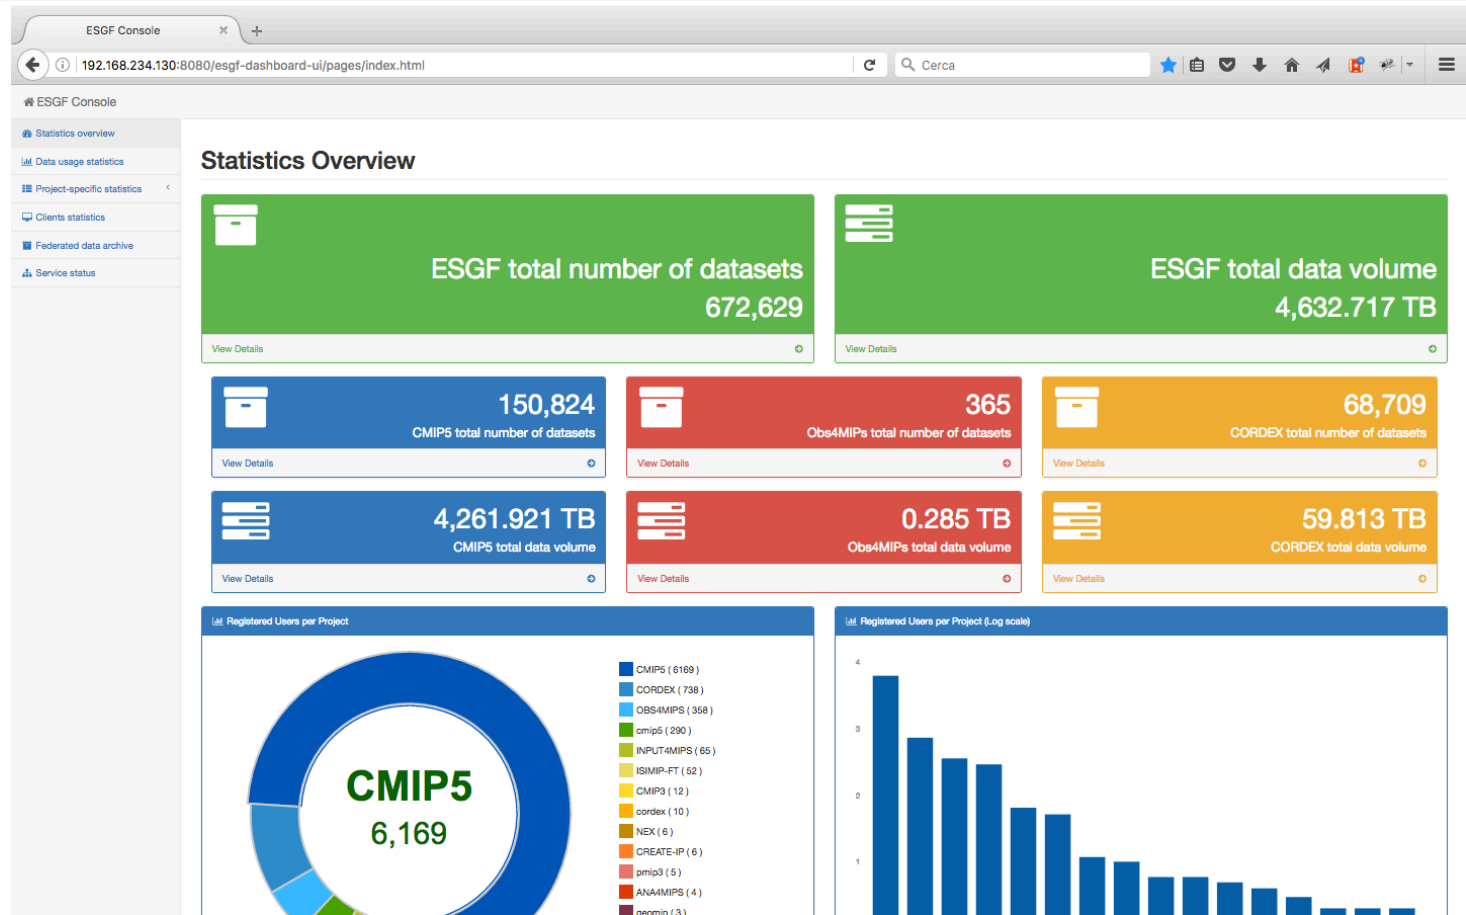 ESGF Console
192.168.234.130:8080/esgf-dashboard-ui/pages/index.html
Cerca
ESGF Console
Statistics overview
Data usage statistics
Project-specific statistics
Clients statistics
Federated data archive
Service status
Statistics Overview
ESGF total number of datasets
672,629
View Details
ESGF total data volume
4,632.717 TB
View Details
150,824
CMIP5 total number of datasets
View Details
365
Obs4MIPs total number of datasets
View Details
68,709
CORDEX total number of datasets
View Details
4,261.921 TB
CMIP5 total data volume
View Details
0.285 TB
Obs4MIPs total data volume
View Details
59.813 TB
CORDEX total data volume
View Details
Registered Users per Project
CMIP5
6,169
CMIP5 ( 6169 )
CORDEX ( 738 )
OBS4MIPS ( 358 )
cmip5 ( 290 )
INPUT4MIPS ( 65 )
ISIMIP-FT ( 52 )
CMIP3 ( 12 )
cordex ( 10 )
NEX ( 6 )
CREATE-IP ( 6 )
pmip3 ( 5 )
ANA4MIPS ( 4 )
geomip ( 3 )
Registered Users per Project (Log scale)
4
3
2
1